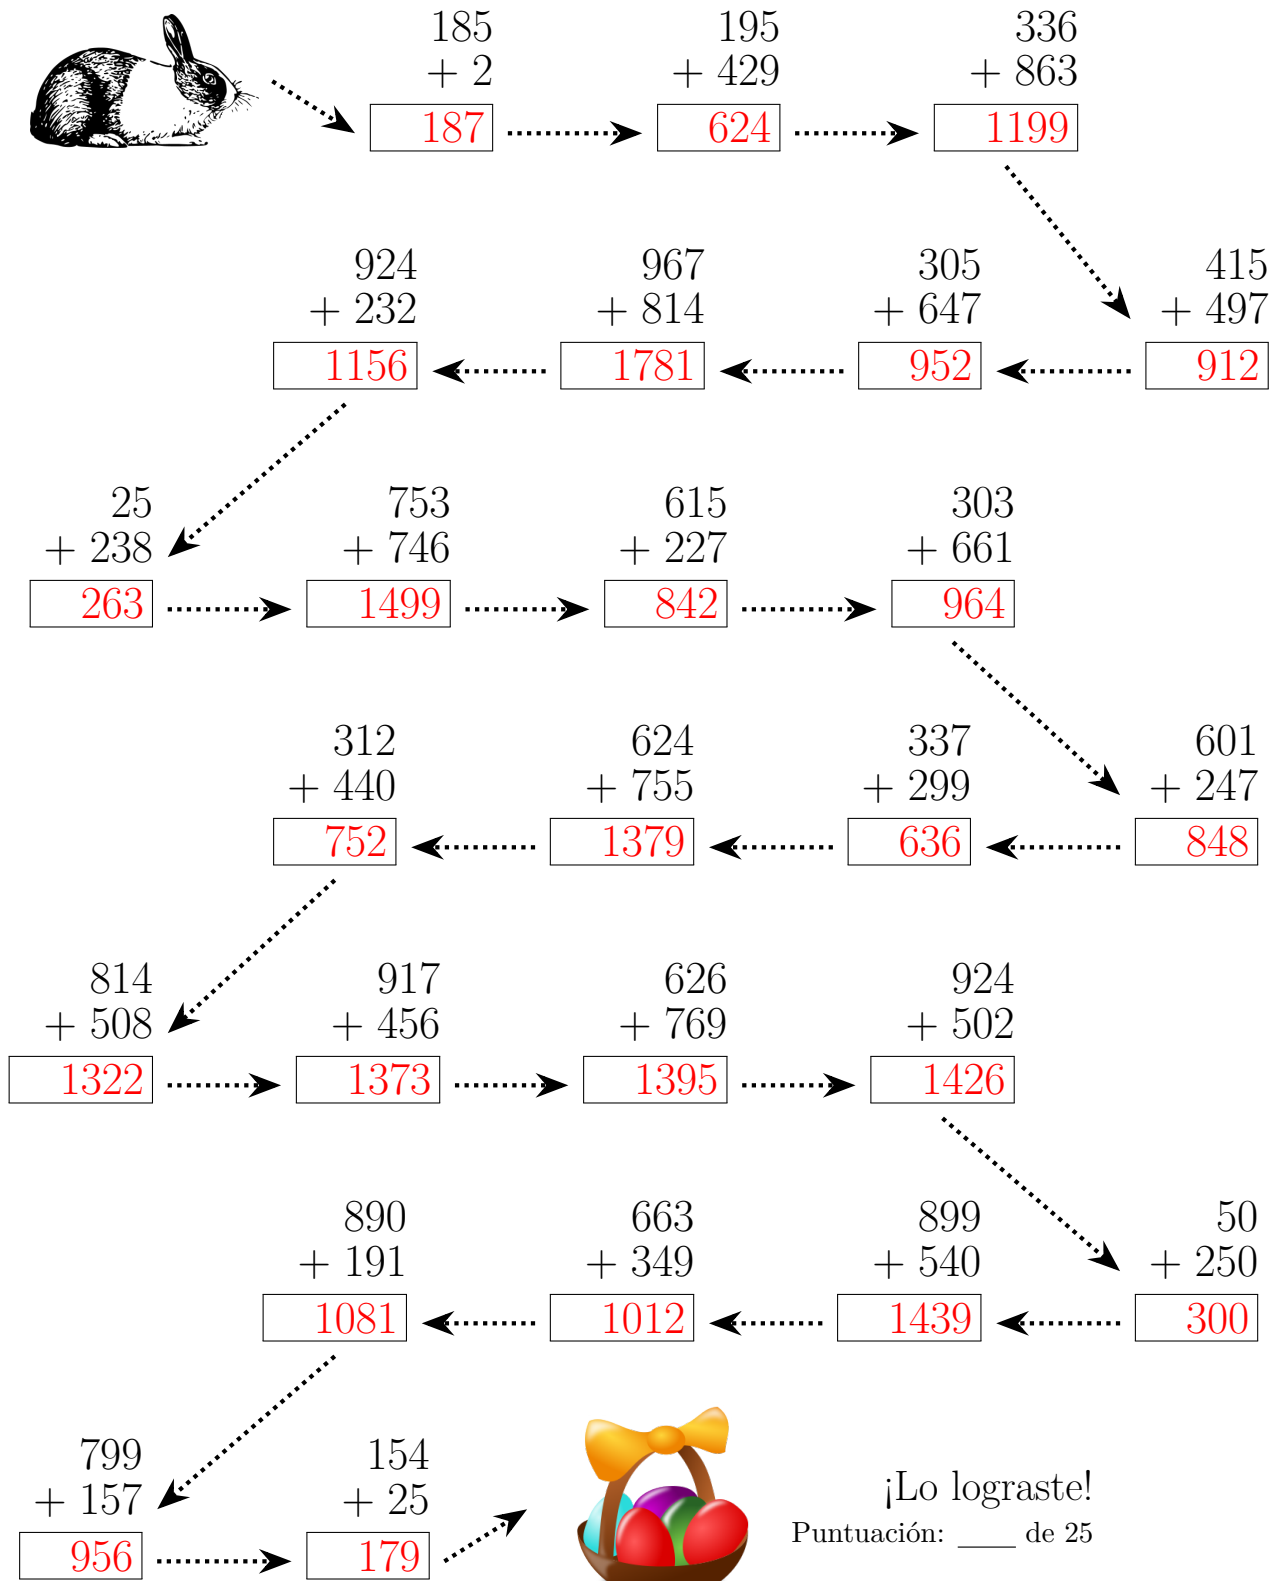 185 195 336
+ 2 + 429 + 863
187 624 1199
924 967 305 415
+ 232 + 814 + 647 + 497
1156 1781 952 912
25 753 615 303
+ 238 + 746 + 227 + 661
263 1499 842 964
312 624 337 601
+ 440 + 755 + 299 + 247
752 1379 636 848
814 917 626 924
+ 508 + 456 + 769 + 502
1322 1373 1395 1426
890 663 899 50
+ 191 + 349 + 540 + 250
1081 1012 1439 300
799 154
+ 157 + 25
956 179
¡Lo lograste!
Puntuación: ___ de 25